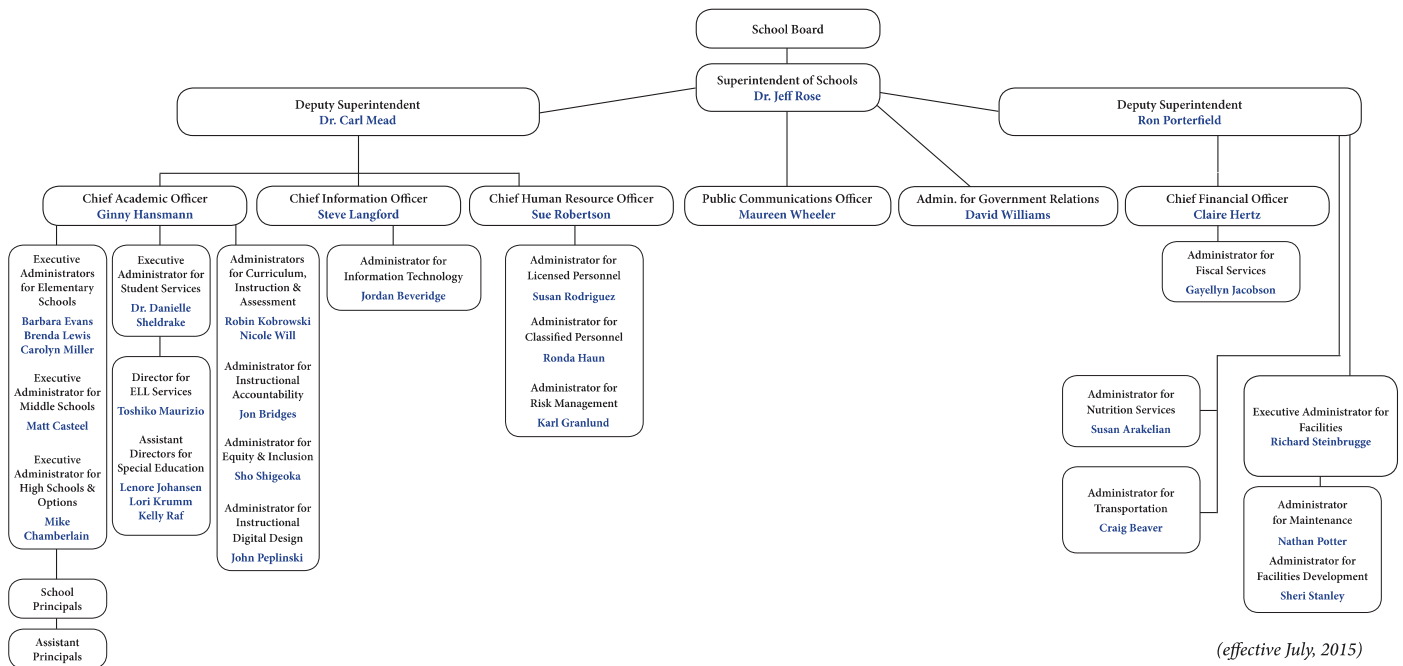 School Board
Superintendent of Schools
Dr. Jeff Rose
Deputy Superintendent
Dr. Carl Mead
Deputy Superintendent
Ron Porterfield
Chief Academic Officer
Ginny Hansmann
Chief Information Officer
Steve Langford
Chief Human Resource Officer
Sue Robertson
Public Communications Officer
Maureen Wheeler
Admin. for Government Relations
David Williams
Chief Financial Officer
Claire Hertz
Executive
Administrators
for Elementary
Schools
Barbara Evans
Brenda Lewis
Carolyn Miller
Executive
Administrator for
Middle Schools
Matt Casteel
Executive
Administrator for
High Schools &
Options
Mike
Chamberlain
School
Principals
Assistant
Principals
Executive
Administrator for
Student Services
Dr. Danielle
Sheldrake
Director for
ELL Services
Toshiko Maurizio
Assistant
Directors for
Special Education
Lenore Johansen
Lori Krumm
Kelly Raf
Administrators
for Curriculum,
Instruction &
Assessment
Robin Kobrowski
Nicole Will
Administrator for
Instructional
Accountability
Jon Bridges
Administrator for
Equity & Inclusion
Sho Shigeoka
Administrator for
Instructional
Digital Design
John Peplinski
Administrator for
Information Technology
Jordan Beveridge
Administrator for
Licensed Personnel
Susan Rodriguez
Administrator for
Classified Personnel
Ronda Haun
Administrator for
Risk Management
Karl Granlund
Administrator for
Fiscal Services
Gayellyn Jacobson
Administrator for
Nutrition Services
Susan Arakelian
Administrator for
Transportation
Craig Beaver
Executive Administrator for
Facilities
Richard Steinbrugge
Administrator
for Maintenance
Nathan Potter
Administrator for
Facilities Development
Sheri Stanley
(effective July, 2015)